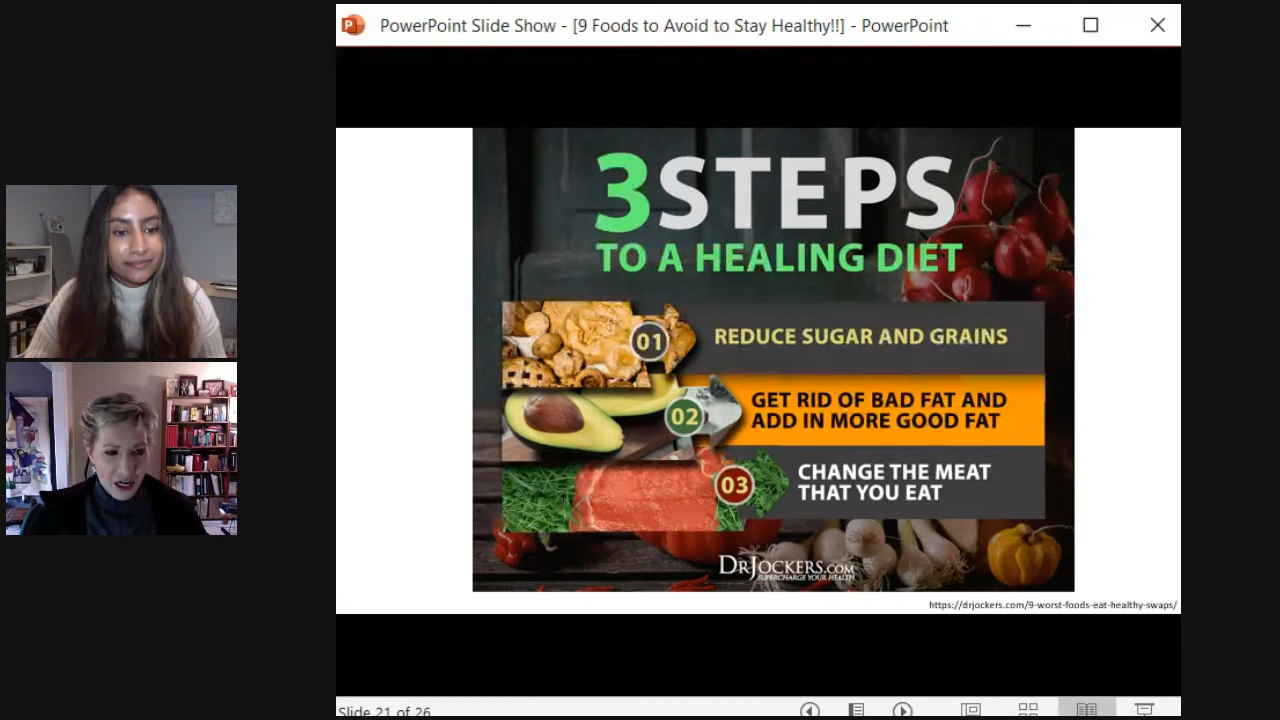 PowerPoint Slide Show - [9 Foods to Avoid to Stay Healthy!!] - PowerPoint
3 STEPS
TO A HEALING DIET
01
REDUCE SUGAR AND GRAINS
02
GET RID OF BAD FAT AND
ADD IN MORE GOOD FAT
03
CHANGE THE MEAT
THAT YOU EAT
DRJOCKERS.COM
SUPERCHARGE YOUR HEALTH
https://drjockers.com/9-worst-foods-eat-healthy-swaps/
Slide 21 of 26